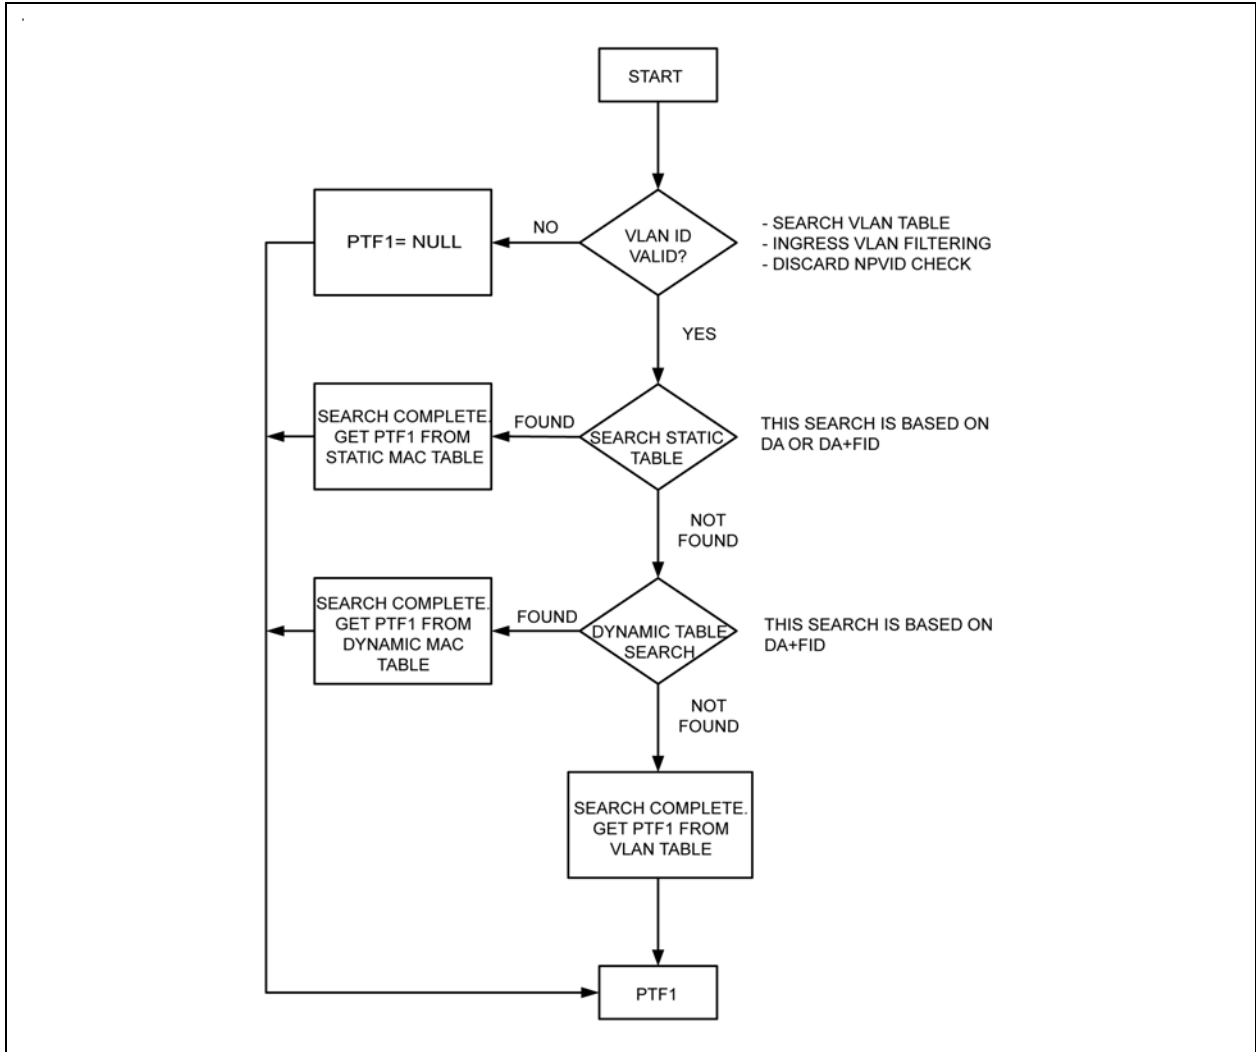 START
PTF1= NULL
NO
VLAN ID
VALID?
- SEARCH VLAN TABLE
- INGRESS VLAN FILTERING
- DISCARD NPVID CHECK
YES
SEARCH COMPLETE.
GET PTF1 FROM
STATIC MAC TABLE
FOUND
SEARCH STATIC
TABLE
THIS SEARCH IS BASED ON
DA OR DA+FID
NOT
FOUND
SEARCH COMPLETE.
GET PTF1 FROM
DYNAMIC MAC
TABLE
FOUND
DYNAMIC TABLE
SEARCH
THIS SEARCH IS BASED ON
DA+FID
NOT
FOUND
SEARCH COMPLETE.
GET PTF1 FROM
VLAN TABLE
PTF1